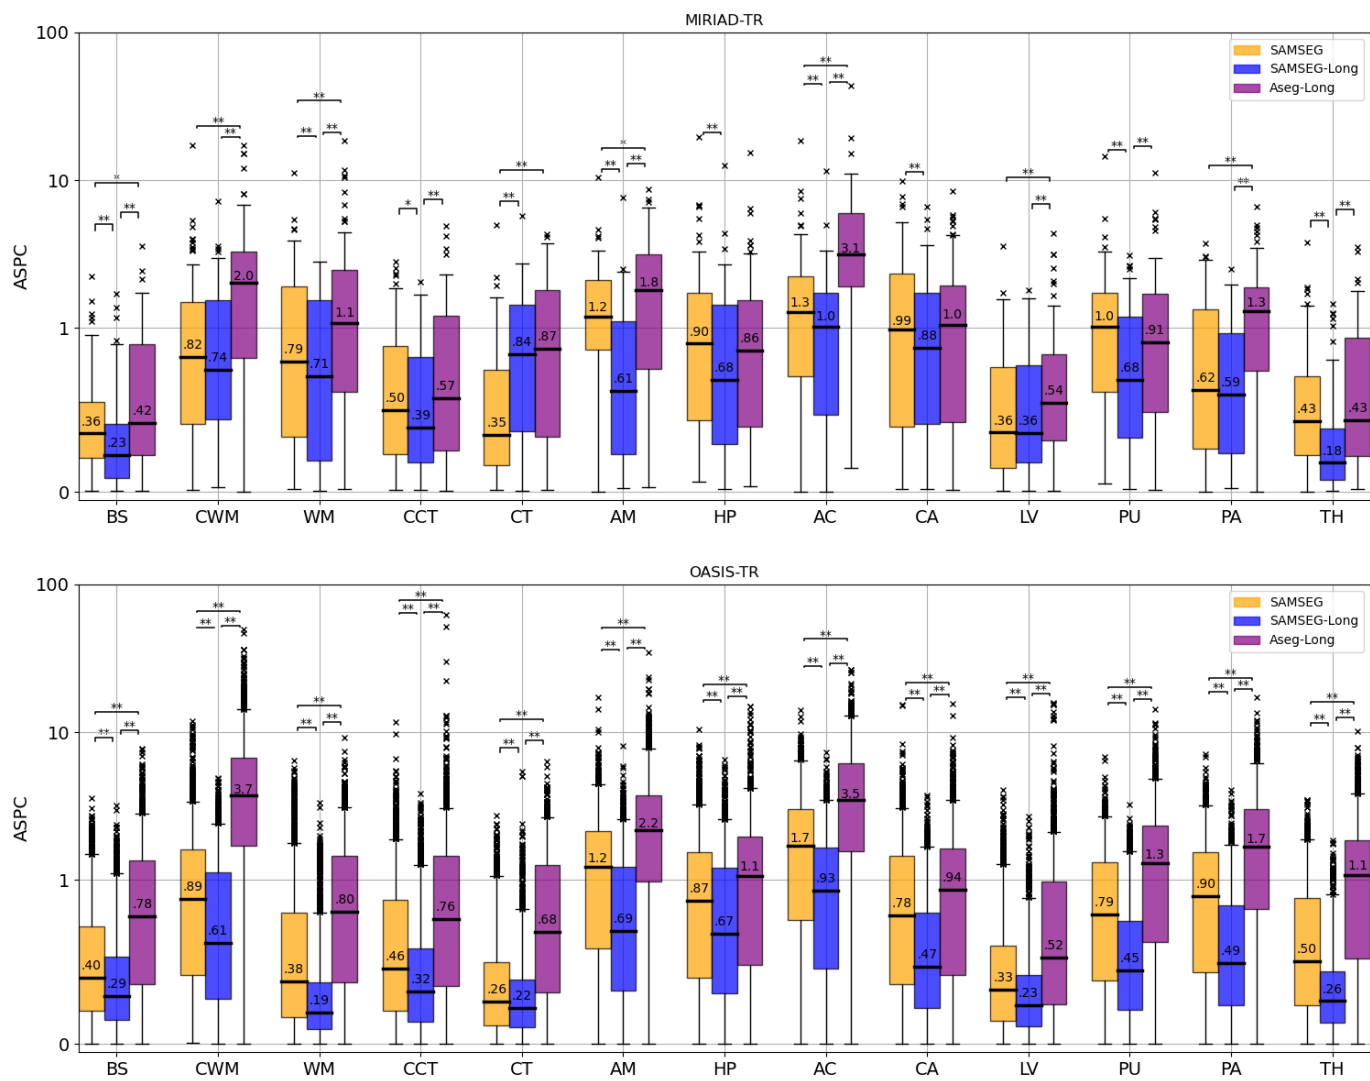 MIRIAD-TR
100
10
1
0
ASPC
SAMSEG
SAMSEG-Long
Aseg-Long
* ** **
** ** **
** ** **
* **
** **
* ** **
**
** ** **
**
** **
** **
** **
** **
.36 .23 .42
.82 .74 2.0
.79 .71 1.1
.50 .39 .57
.35 .84 .87
1.2 .61 1.8
.90 .68 .86
1.3 1.0 3.1
.99 .88 1.0
.36 .36 .54
1.0 .68 .91
.62 .59 1.3
.43 .18 .43
BS CWM WM CCT CT AM HP AC CA LV PU PA TH
OASIS-TR
100
10
1
0
ASPC
SAMSEG
SAMSEG-Long
Aseg-Long
** ** **
** ** **
** ** **
** ** **
** ** **
** ** **
** ** **
** ** **
** ** **
** ** **
** ** **
** ** **
** ** **
.40 .29 .78
.89 .61 3.7
.38 .19 .80
.46 .32 .76
.26 .22 .68
1.2 .69 2.2
.87 .67 1.1
1.7 .93 3.5
.78 .47 .94
.33 .23 .52
.79 .45 1.3
.90 .49 1.7
.50 .26 1.1
BS CWM WM CCT CT AM HP AC CA LV PU PA TH